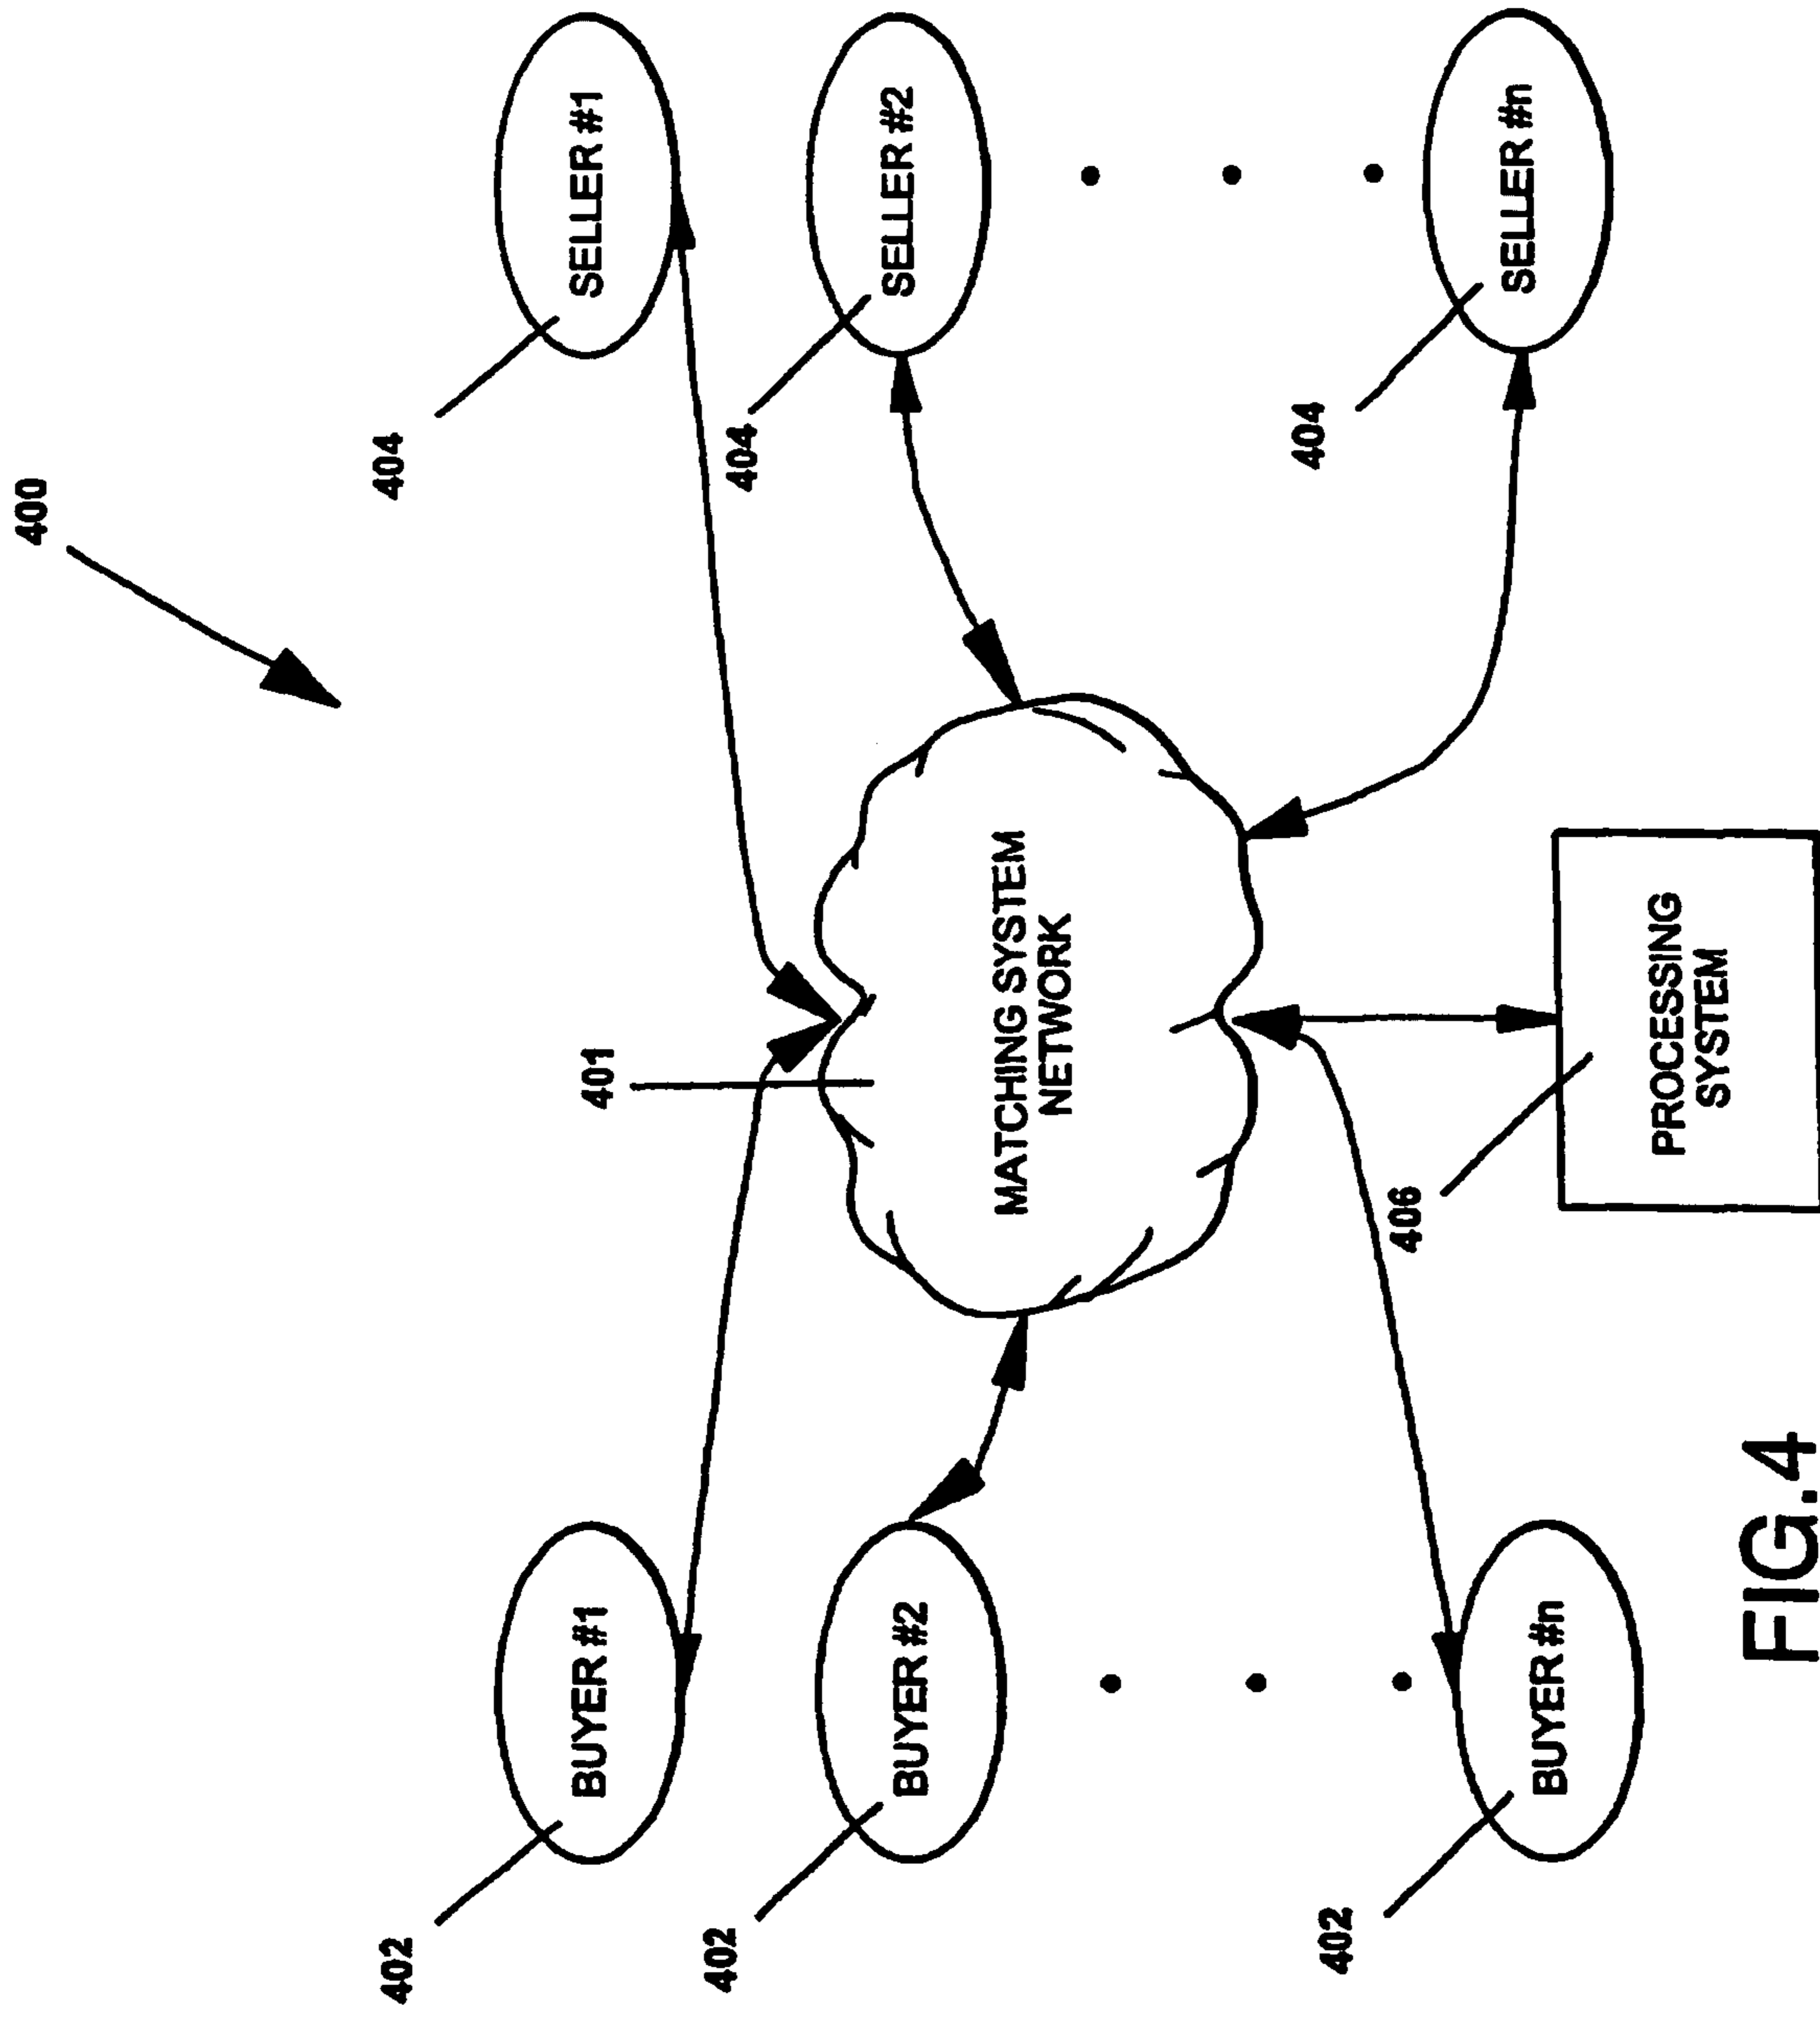 400
404
SELLER #1
404
SELLER #2
404
SELLER #n
401
MATCHING SYSTEM
NETWORK
402
BUYER #1
402
BUYER #2
402
BUYER #n
406
PROCESSING
SYSTEM
FIG.4